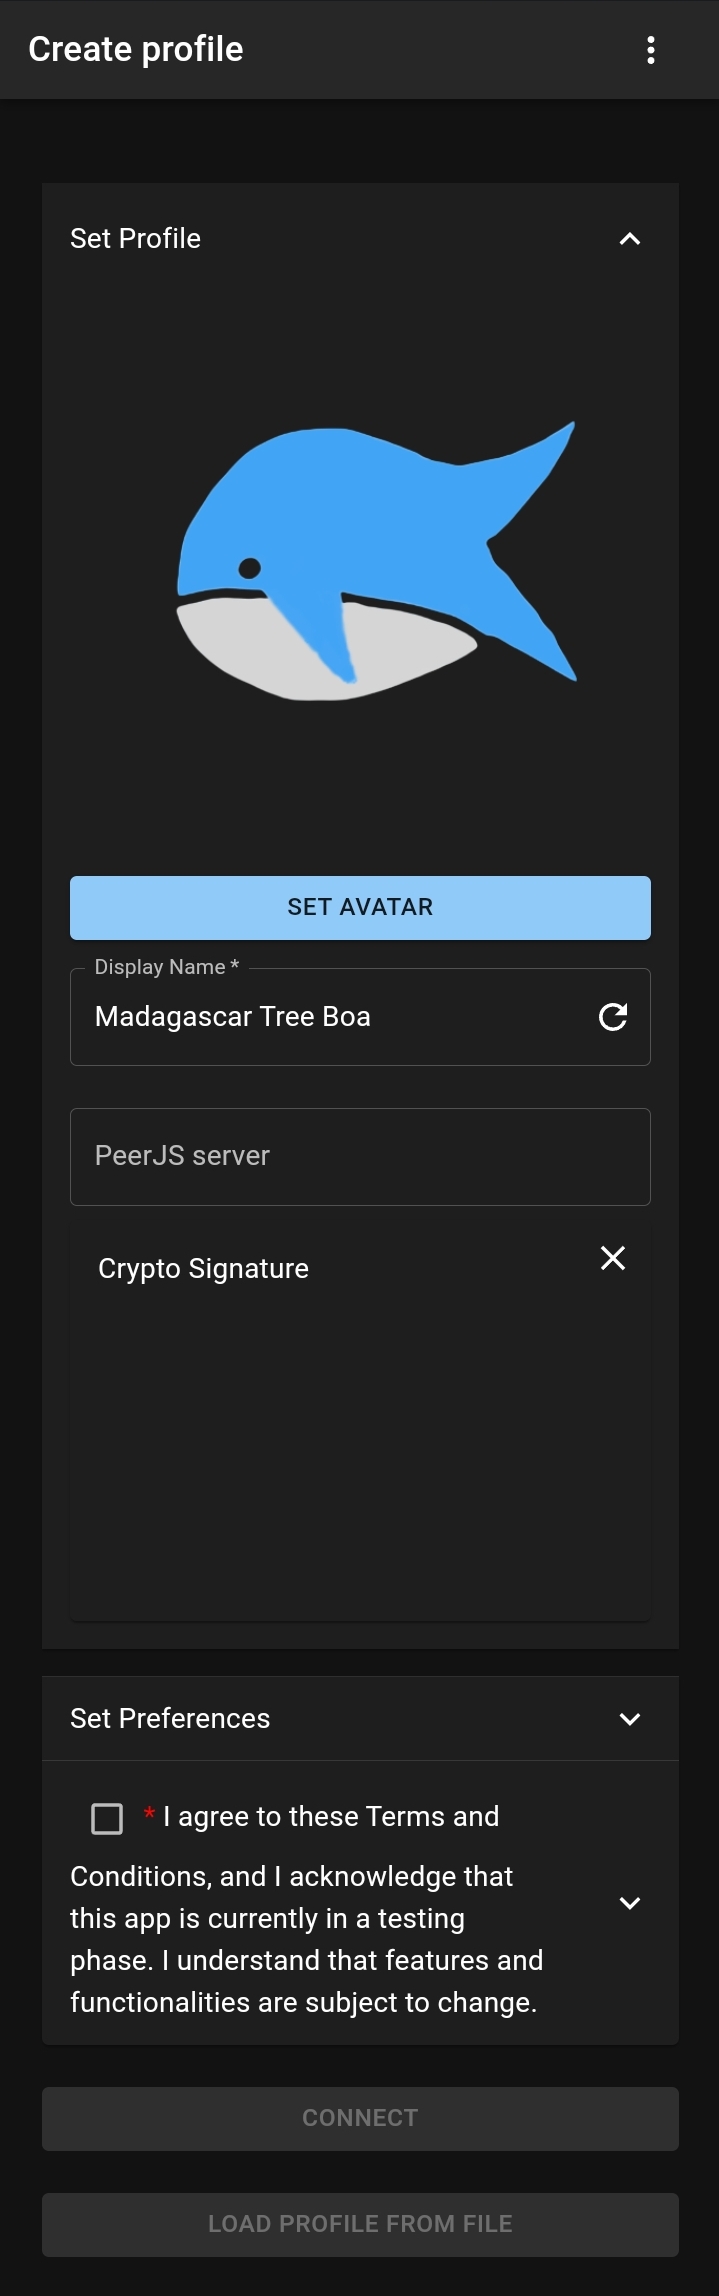 Create profile
Set Profile
SET AVATAR
Display Name *
Madagascar Tree Boa
PeerJS server
Crypto Signature
Set Preferences
* I agree to these Terms and
Conditions, and I acknowledge that
this app is currently in a testing
phase. I understand that features and
functionalities are subject to change.
CONNECT
LOAD PROFILE FROM FILE